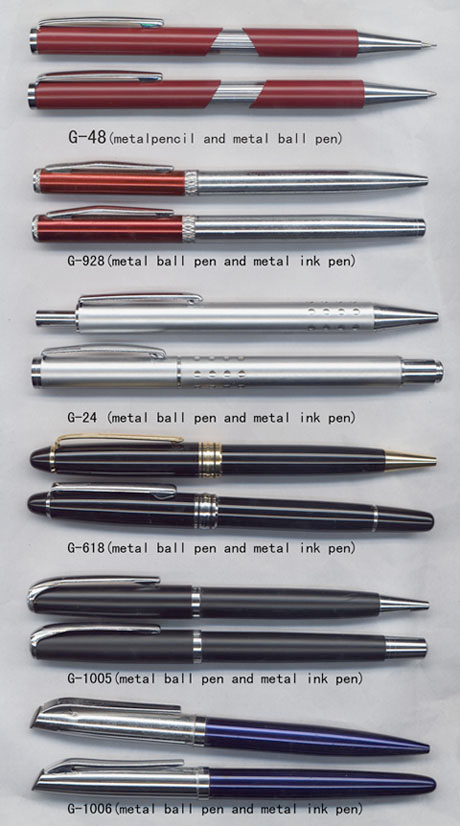 G-48(metalpencil and metal ball pen)
G-928(metal ball pen and metal ink pen)
G-24 (metal ball pen and metal ink pen)
G-618(metal ball pen and metal ink pen)
G-1005(metal ball pen and metal ink pen)
G-1006(metal ball pen and metal ink pen)